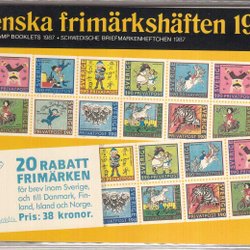 enska frimärkshäften 19
AMP BOOKLETS 1987 • SCHWEDISCHE BRIEFMARKENHEFTCHEN 1987
20 RABATT
FRIMÄRKEN
för brev inom Sverige,
och till Danmark, Fin-
land, Island och Norge.
Pris: 38 kronor.